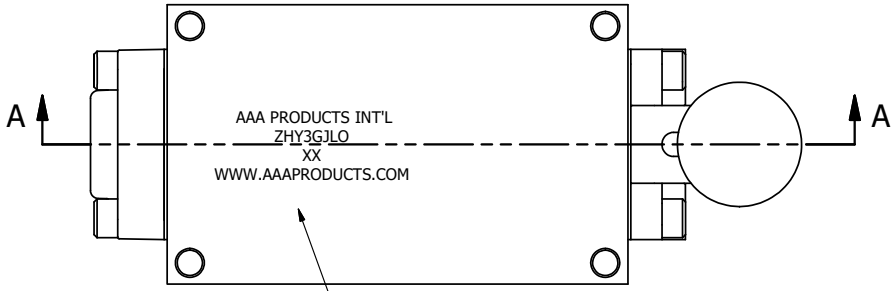 A A
AAA PRODUCTS INT'L
ZHY3GJLO
XX
WWW.AAAPRODUCTS.COM